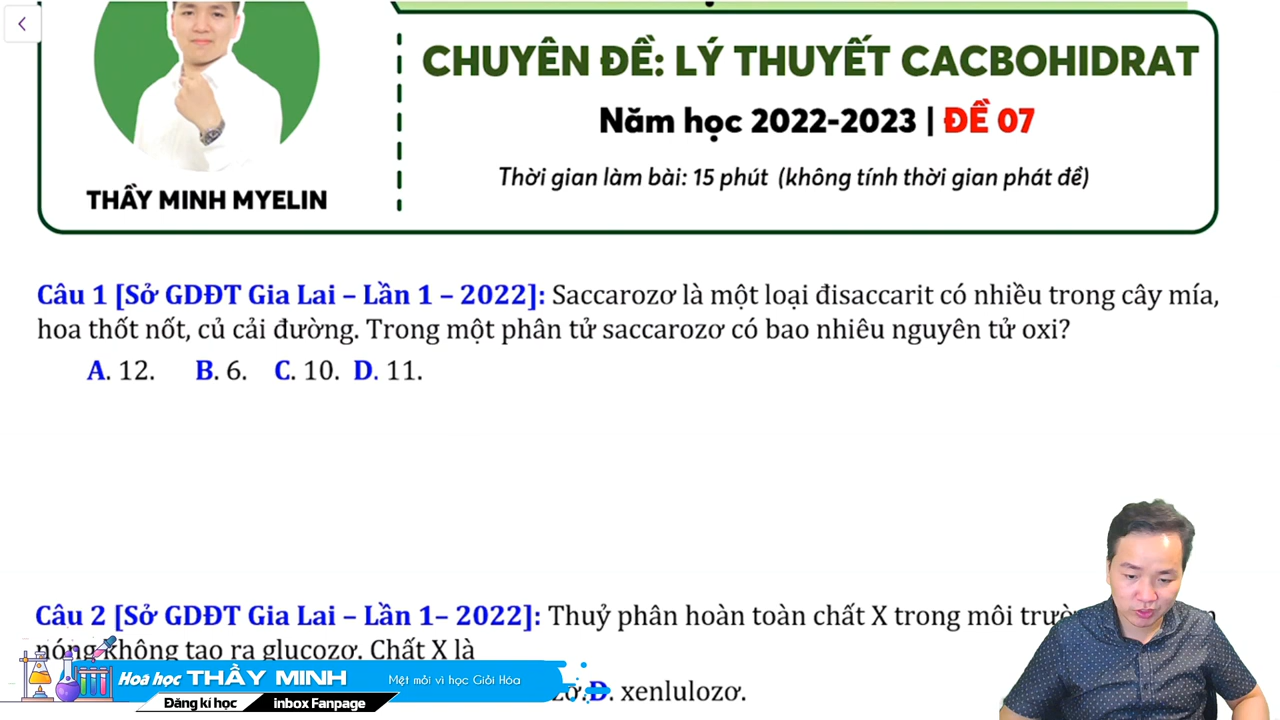 CHUYÊN ĐỀ: LÝ THUYẾT CACBOHIDRAT
Năm học 2022-2023 | ĐỀ 07
Thời gian làm bài: 15 phút (không tính thời gian phát đề)
THẦY MINH MYELIN
Câu 1 [Sở GDĐT Gia Lai – Lần 1 – 2022]: Saccarozơ là một loại đisaccarit có nhiều trong cây mía,
hoa thốt nốt, củ cải đường. Trong một phân tử saccarozơ có bao nhiêu nguyên tử oxi?
A. 12. B. 6. C. 10. D. 11.
Câu 2 [Sở GDĐT Gia Lai – Lần 1– 2022]: Thuỷ phân hoàn toàn chất X trong môi
nóng không tạo ra glucozơ. Chất X là
D. xenlulozơ.
Hoá học THẦY MINH Mệt mỏi vì học Giỏi Hóa
Đăng kí học inbox Fanpage